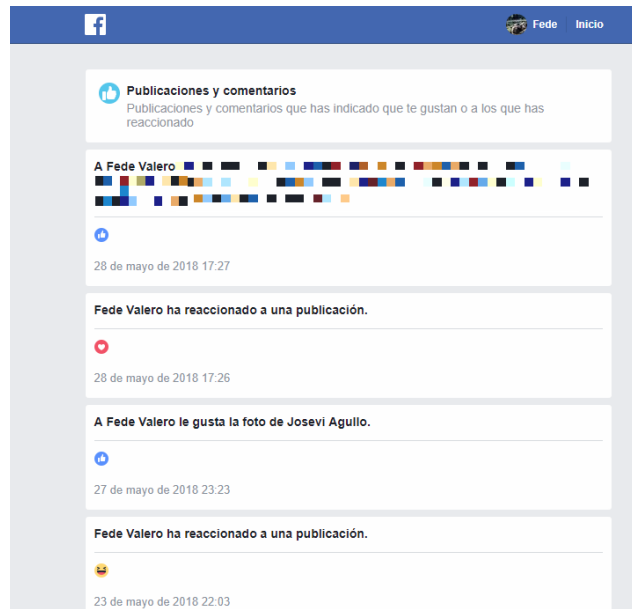 Fede Inicio
Publicaciones y comentarios
Publicaciones y comentarios que has indicado que te gustan o a los que has
reaccionado
A Fede Valero
28 de mayo de 2018 17:27
Fede Valero ha reaccionado a una publicación.
28 de mayo de 2018 17:26
A Fede Valero le gusta la foto de Josevi Agullo.
27 de mayo de 2018 23:23
Fede Valero ha reaccionado a una publicación.
23 de mayo de 2018 22:03